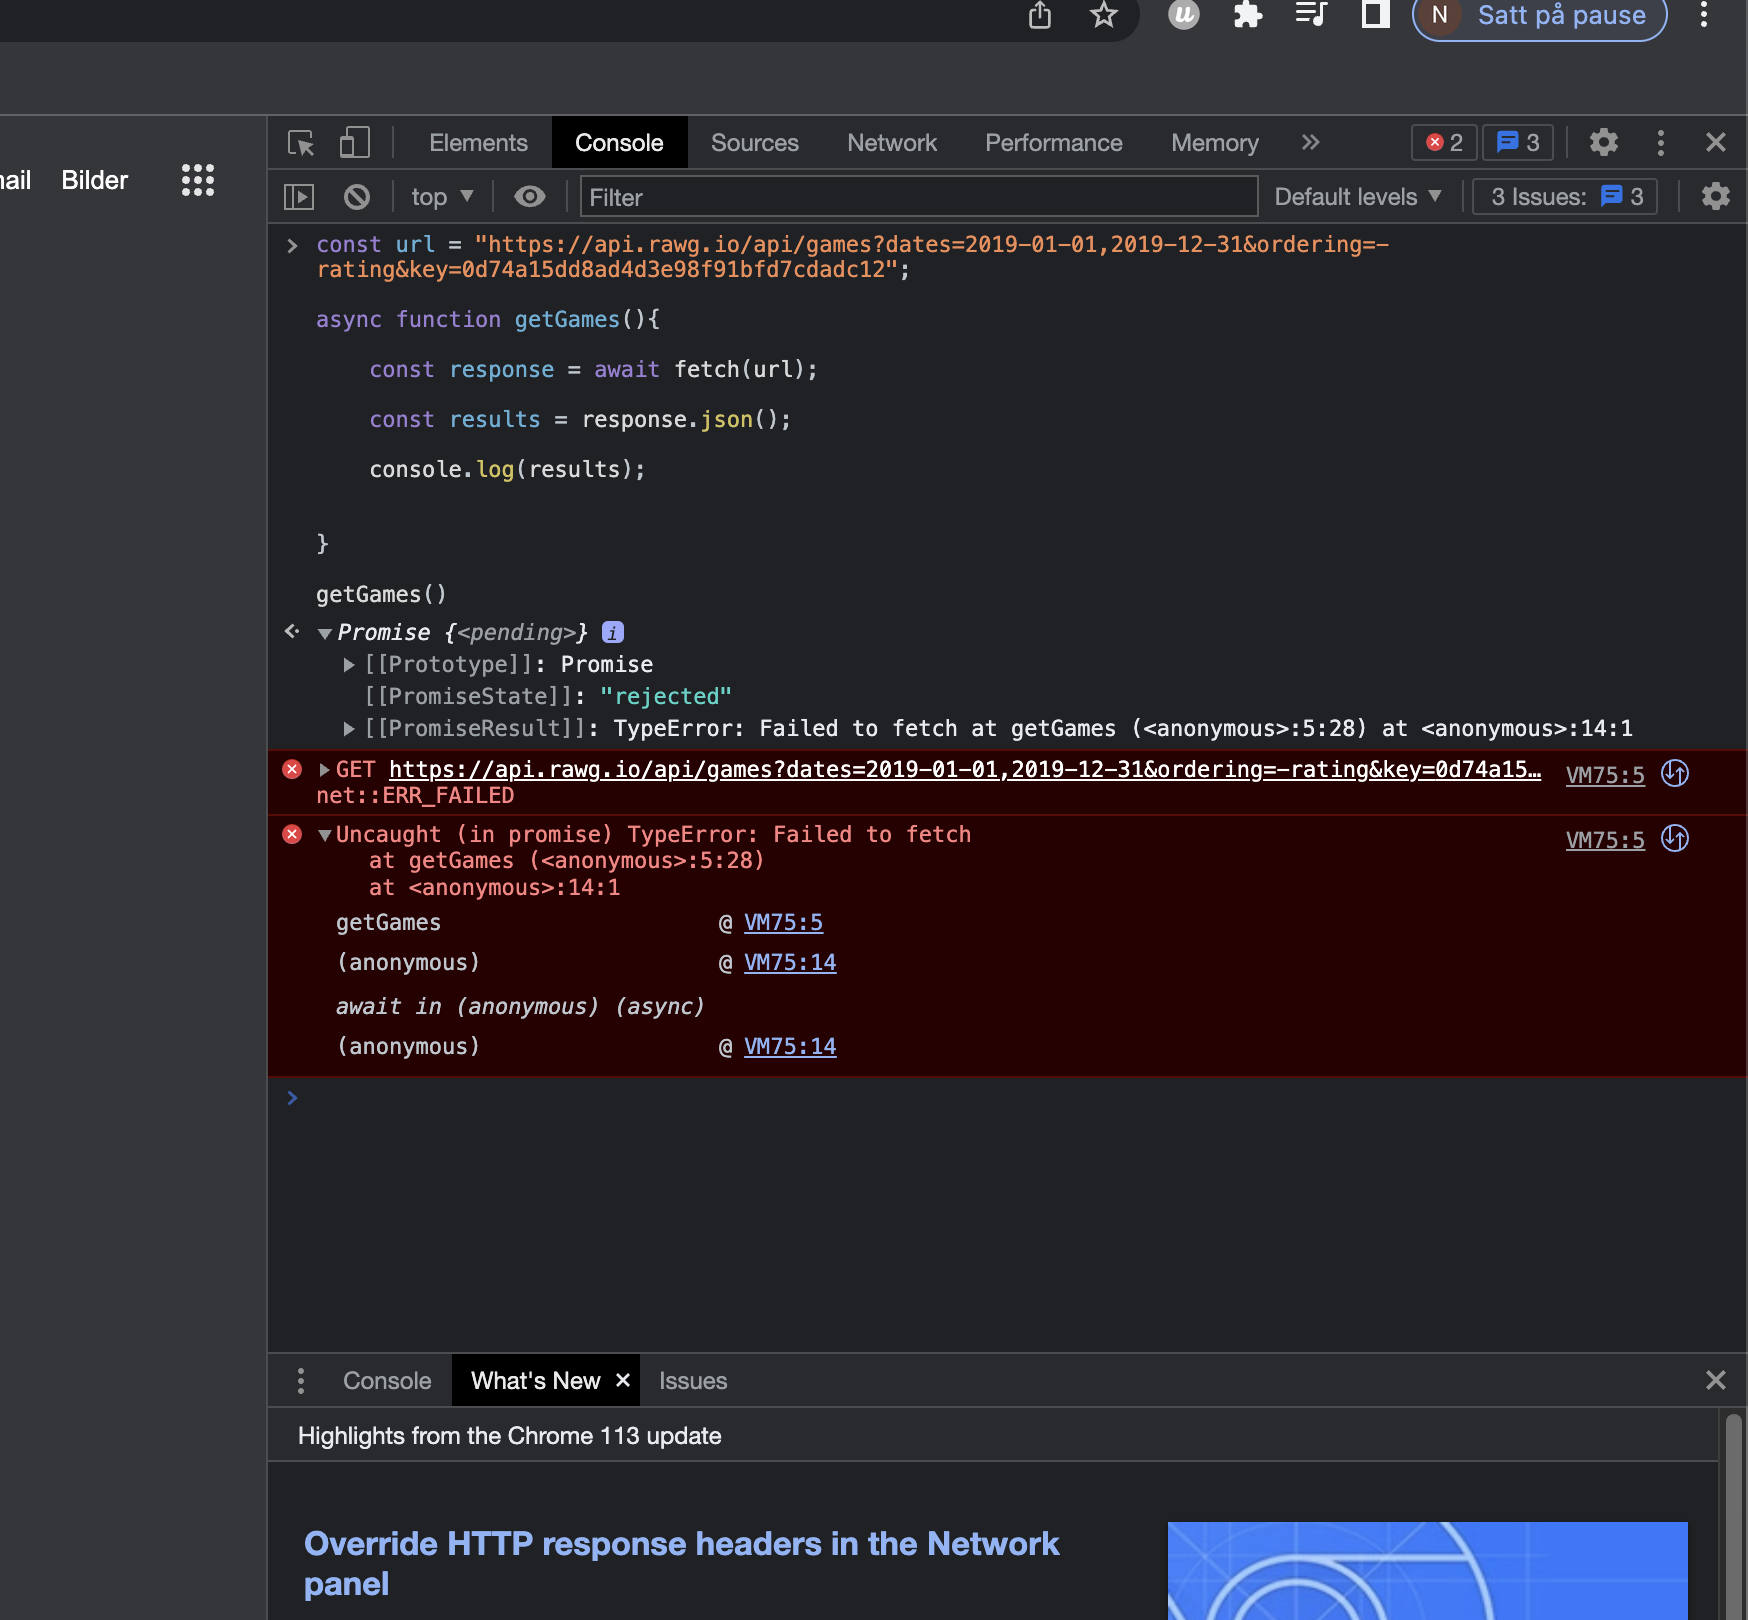 N Satt på pause
Elements Console Sources Network Performance Memory 2 3
ail Bilder
top Filter Default levels 3 Issues: 3
const url = "https://api.rawg.io/api/games?dates=2019-01-01,2019-12-31&ordering=-
rating&key=0d74a15dd8ad4d3e98f91bfd7cdadc12";
async function getGames(){
const response = await fetch(url);
const results = response.json();
console.log(results);
}
getGames()
Promise {<pending>} i
[[Prototype]]: Promise
[[PromiseState]]: "rejected"
[[PromiseResult]]: TypeError: Failed to fetch at getGames (<anonymous>:5:28) at <anonymous>:14:1
GET https://api.rawg.io/api/games?dates=2019-01-01,2019-12-31&ordering=-rating&key=0d74a15… VM75:5
net::ERR_FAILED
Uncaught (in promise) TypeError: Failed to fetch VM75:5
at getGames (<anonymous>:5:28)
at <anonymous>:14:1
getGames @ VM75:5
(anonymous) @ VM75:14
await in (anonymous) (async)
(anonymous) @ VM75:14
Console What's New Issues
Highlights from the Chrome 113 update
Override HTTP response headers in the Network
panel